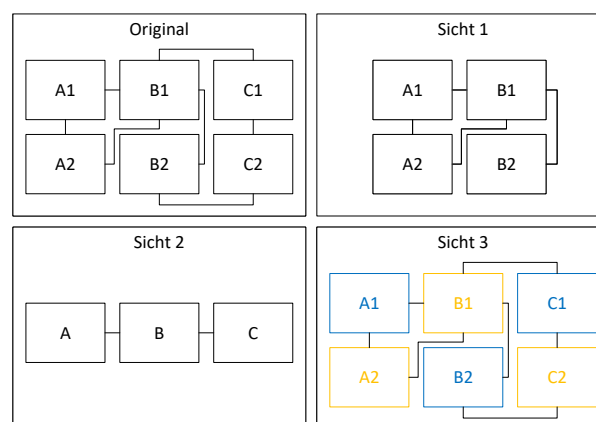 Original
A1 B1 C1
A2 B2 C2
Sicht 1
A1 B1
A2 B2
Sicht 2
A B C
Sicht 3
A1 B1 C1
A2 B2 C2